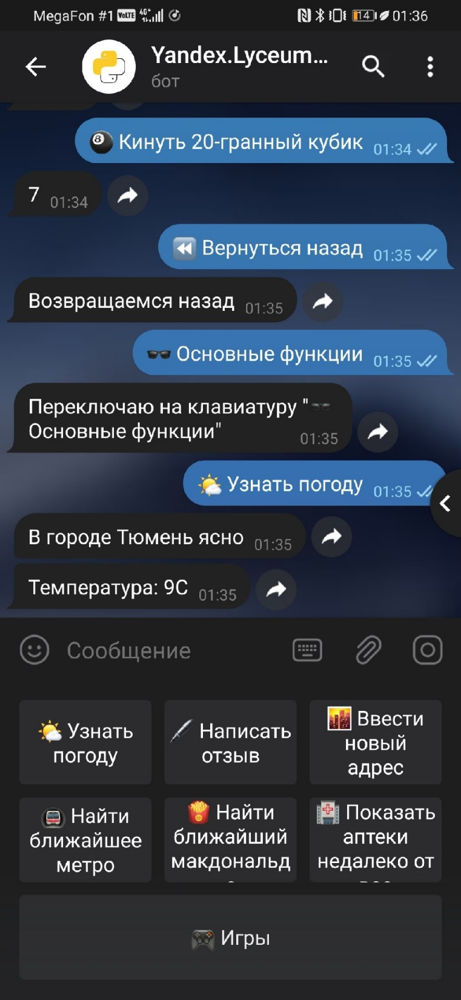 MegaFon #1 VoLTE 4G+ 14 01:36
Yandex.Lyceum...
бот
Кинуть 20-гранный кубик 01:34
7 01:34
Вернуться назад 01:35
Возвращаемся назад 01:35
Основные функции 01:35
Переключаю на клавиатуру "🕶
Основные функции" 01:35
Узнать погоду 01:35
В городе Тюмень ясно 01:35
Температура: 9C 01:35
Сообщение
Узнать
погоду
Написать
отзыв
Ввести
новый
адрес
Найти
ближайшее
метро
Найти
ближайший
макдональд
Показать
аптеки
недалеко от
Игры